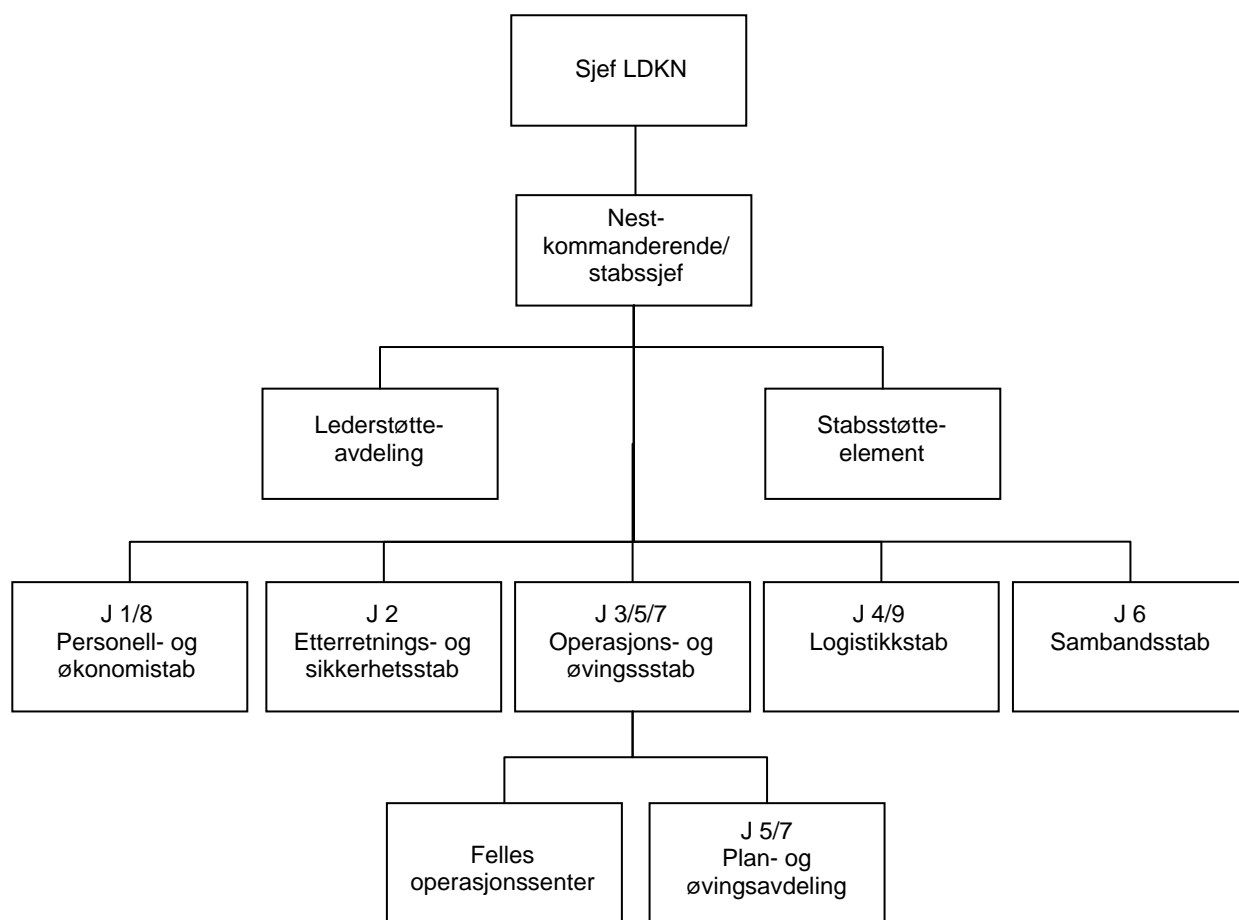 Sjef LDKN
Nest-
kommanderende/
stabssjef
Lederstøtte-
avdeling
Stabsstøtte-
element
J 1/8
Personell- og
økonomistab
J 2
Etterretnings- og
sikkerhetsstab
J 3/5/7
Operasjons- og
øvingssstab
J 4/9
Logistikkstab
J 6
Sambandsstab
Felles
operasjonssenter
J 5/7
Plan- og
øvingsavdeling